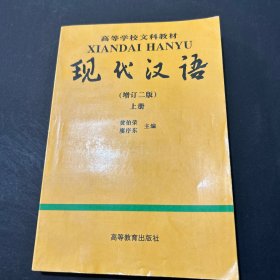 高等学校文科教材
XIANDAI HANYU
现代汉语
(增订二版)
上册
黄伯荣
廖序东 主编
高等教育出版社